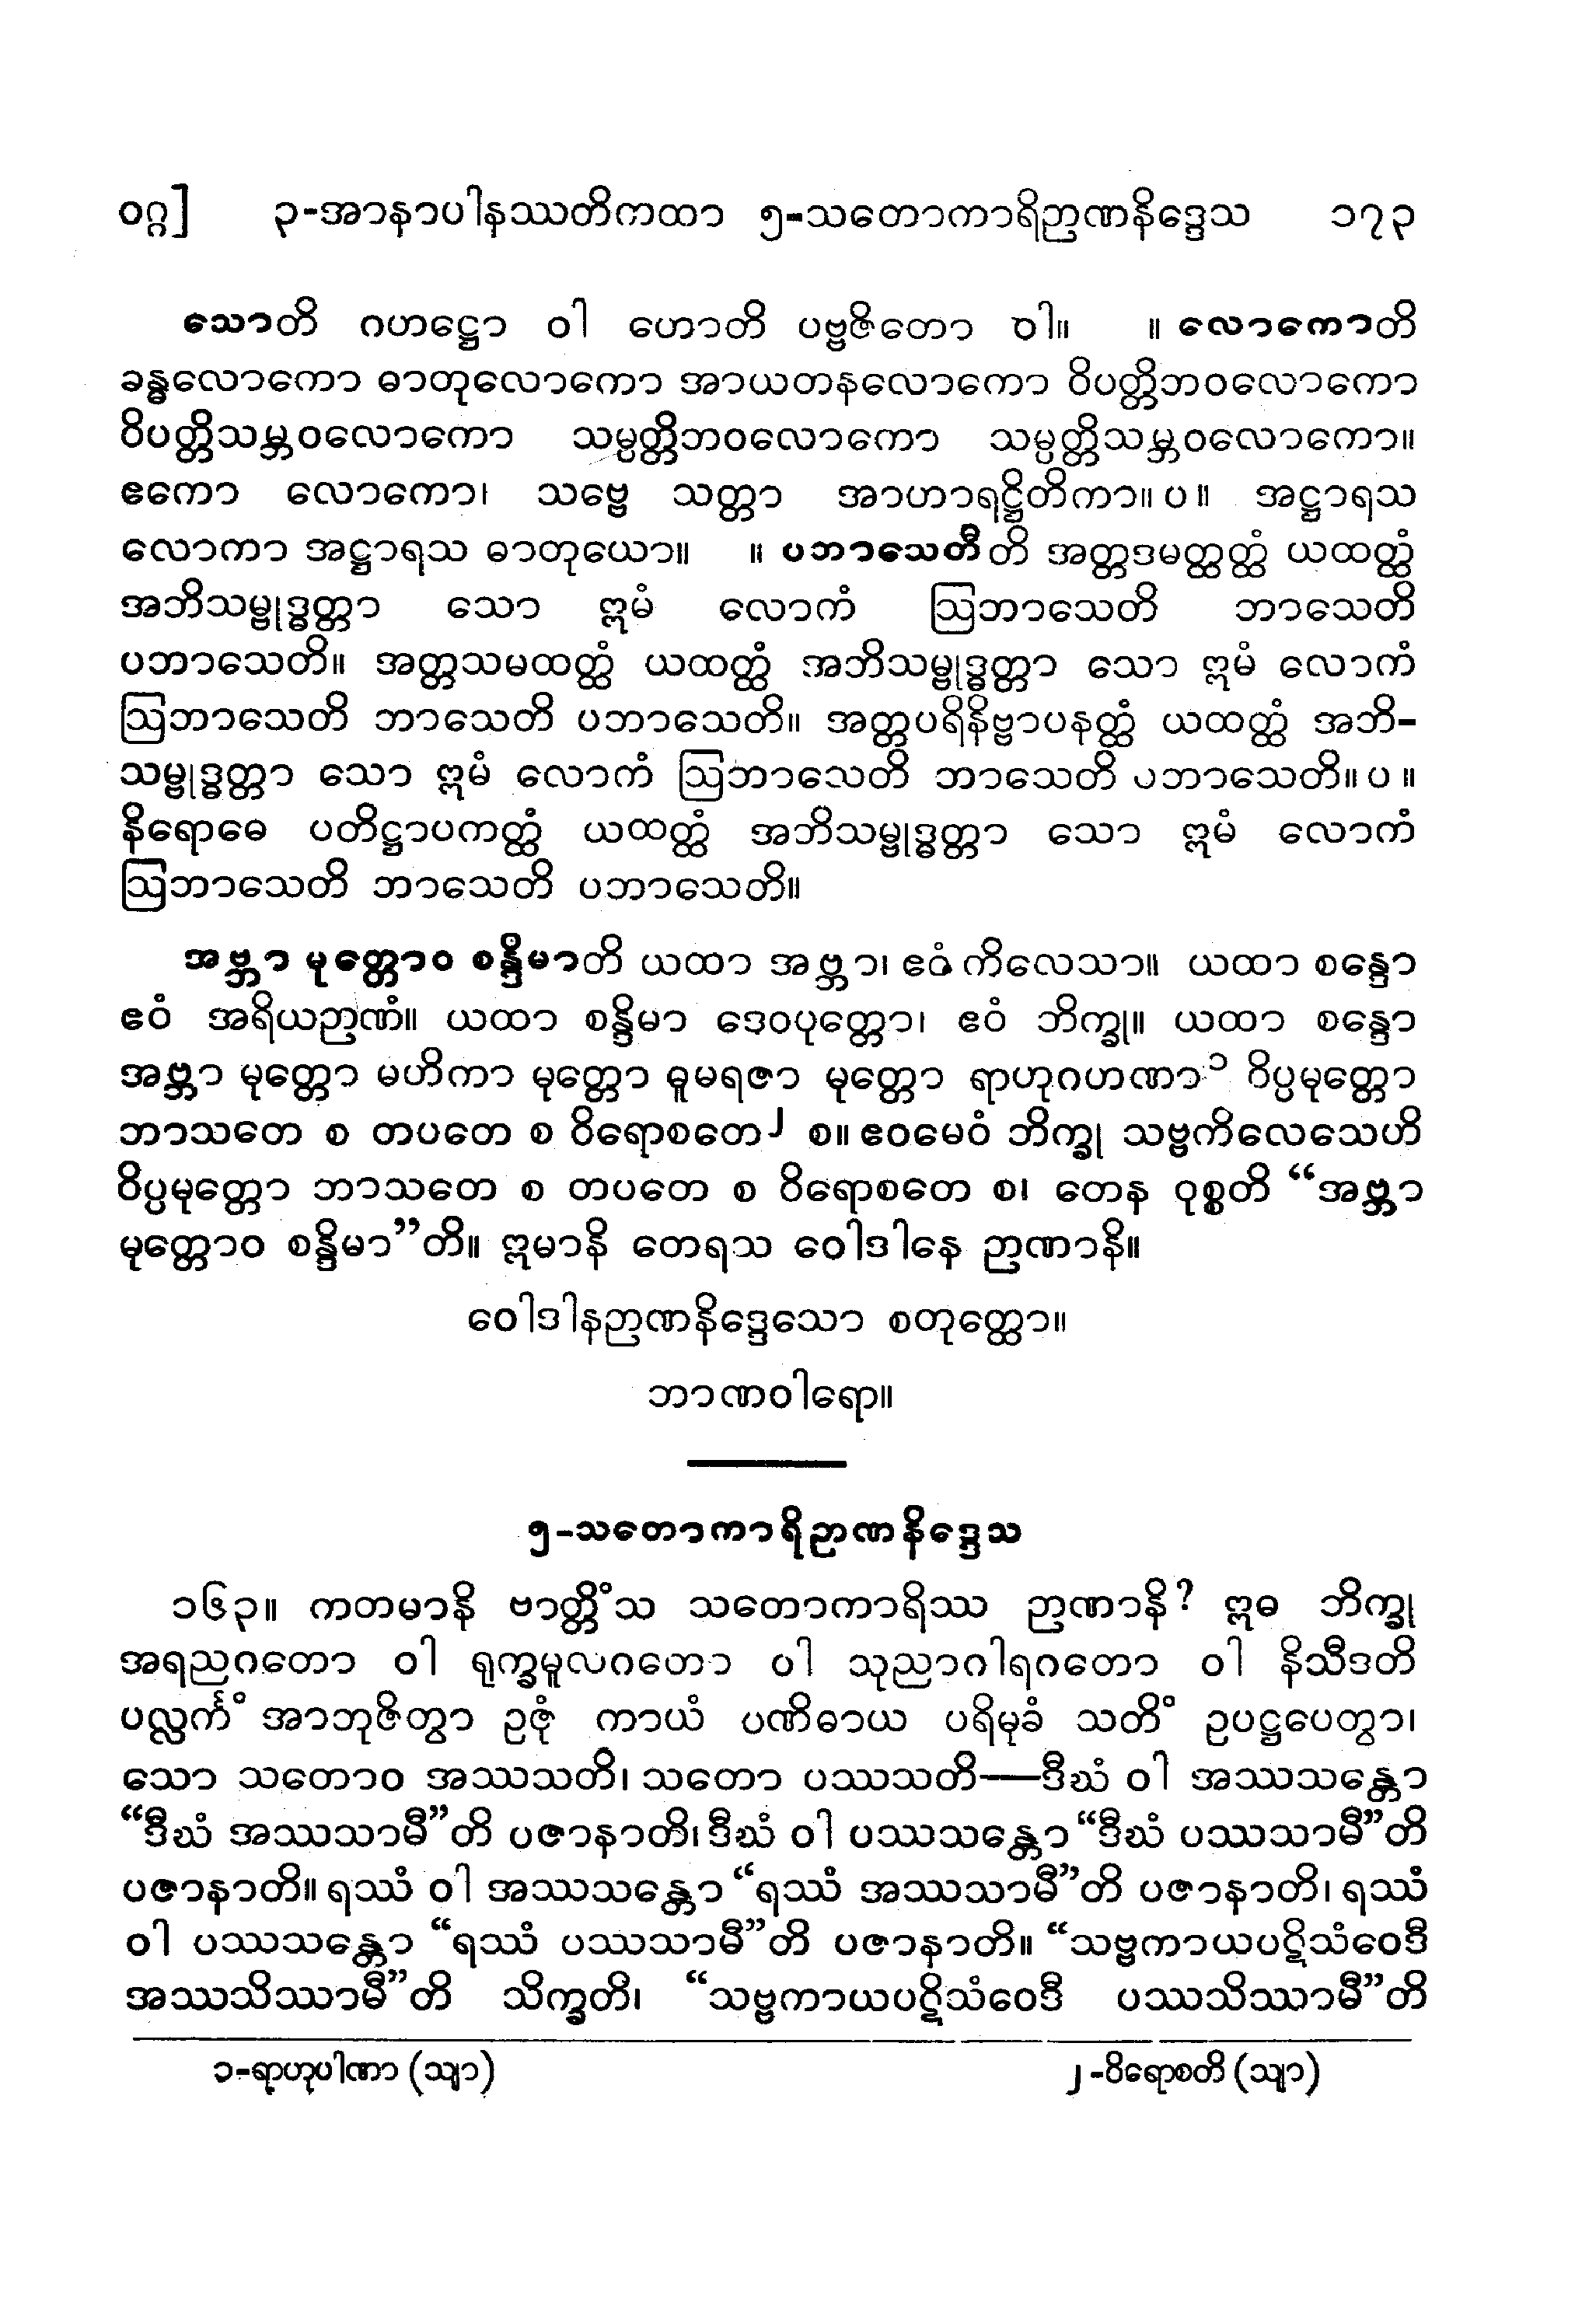 ဝဂ္ဂ] ၃-အာနာပါနဿတိကထာ ၅-သတောကာရိဉာဏနိဒ္ဒေသ ၁၇၃
သောတိ ဂဟဋ္ဌော ဝါ ဟောတိ ပဗ္ဗဇိတော ဝါ။ ။ လောကောတိ
ခန္ဓလောကော ဓာတုလောကော အာယတနလောကော ဝိပတ္တိဘဝလောကော
ဝိပတ္တိသမ္ဘဝလောကော သမ္ပတ္တိဘဝလောကော သမ္ပတ္တိသမ္ဘဝလောကော။
ဧကော လောကော၊ သဗ္ဗေ သတ္တာ အာဟာရဋ္ဌိတိကာ။ ပ ။ အဋ္ဌာရသ
လောကာ အဋ္ဌာရသ ဓာတုယော။ ။ ပဘာသေတီတိ အတ္တဒမတ္ထတ္ထံ ယထတ္ထံ
အဘိသမ္ဗုဒ္ဓတ္တာ သော ဣမံ လောကံ ဩဘာသေတိ ဘာသေတိ
ပဘာသေတိ။ အတ္တသမထတ္ထံ ယထတ္ထံ အဘိသမ္ဗုဒ္ဓတ္တာ သော ဣမံ လောကံ
ဩဘာသေတိ ဘာသေတိ ပဘာသေတိ။ အတ္တပရိနိဗ္ဗာပနတ္ထံ ယထတ္ထံ အဘိ-
သမ္ဗုဒ္ဓတ္တာ သော ဣမံ လောကံ ဩဘာသေတိ ဘာသေတိ ပဘာသေတိ။ ပ ။
နိရောဓေ ပတိဋ္ဌာပကတ္ထံ ယထတ္ထံ အဘိသမ္ဗုဒ္ဓတ္တာ သော ဣမံ လောကံ
ဩဘာသေတိ ဘာသေတိ ပဘာသေတိ။
အဗ္ဘာ မုတ္တောဝ စန္ဒိမာတိ ယထာ အဗ္ဘာ၊ ဧဝံ ကိလေသာ။ ယထာ စန္ဒော
ဧဝံ အရိယဉာဏံ။ ယထာ စန္ဒိမာ ဒေဝပုတ္တော၊ ဧဝံ ဘိက္ခု။ ယထာ စန္ဒော
အဗ္ဘာ မုတ္တော မဟိကာ မုတ္တော ဓူမရဇာ မုတ္တော ရာဟုဂဟဏာ၁ ဝိပ္ပမုတ္တော
ဘာသတေ စ တပတေ စ ဝိရောစတေ၂ စ။ ဧဝမေဝံ ဘိက္ခု သဗ္ဗကိလေသေဟိ
ဝိပ္ပမုတ္တော ဘာသတေ စ တပတေ စ ဝိရောစတေ စ၊ တေန ဝုစ္စတိ “အဗ္ဘာ
မုတ္တောဝ စန္ဒိမာ”တိ။ ဣမာနိ တေရသ ဝေါဒါနေ ဉာဏာနိ။
ဝေါဒါနဉာဏနိဒ္ဒေသော စတုတ္ထော။
ဘာဏဝါရော။
၅-သတောကာရိဉာဏနိဒ္ဒေသ
၁၆၃။ ကတမာနိ ဗာတ္တိံသ သတောကာရိဿ ဉာဏာနိ? ဣဓ ဘိက္ခု
အရညဂတော ဝါ ရုက္ခမူလဂတော ဝါ သုညာဂါရဂတော ဝါ နိသီဒတိ
ပလ္လင်္ကံ အာဘုဇိတွာ ဥဇုံ ကာယံ ပဏိဓာယ ပရိမုခံ သတိံ ဥပဋ္ဌပေတွာ၊
သော သတောဝ အဿသတိ၊ သတော ပဿသတိ—ဒီဃံ ဝါ အဿသန္တော
“ဒီဃံ အဿသာမီ”တိ ပဇာနာတိ၊ ဒီဃံ ဝါ ပဿသန္တော “ဒီဃံ ပဿသာမီ”တိ
ပဇာနာတိ။ ရဿံ ဝါ အဿသန္တော “ရဿံ အဿသာမီ”တိ ပဇာနာတိ၊ ရဿံ
ဝါ ပဿသန္တော “ရဿံ ပဿသာမီ”တိ ပဇာနာတိ။ “သဗ္ဗကာယပဋိသံဝေဒီ
အဿသိဿာမီ”တိ သိက္ခတိ၊ “သဗ္ဗကာယပဋိသံဝေဒီ ပဿသိဿာမီ”တိ
၁-ရာဟုပါဏာ (သျာ) ၂-ဝိရောစတိ (သျာ)